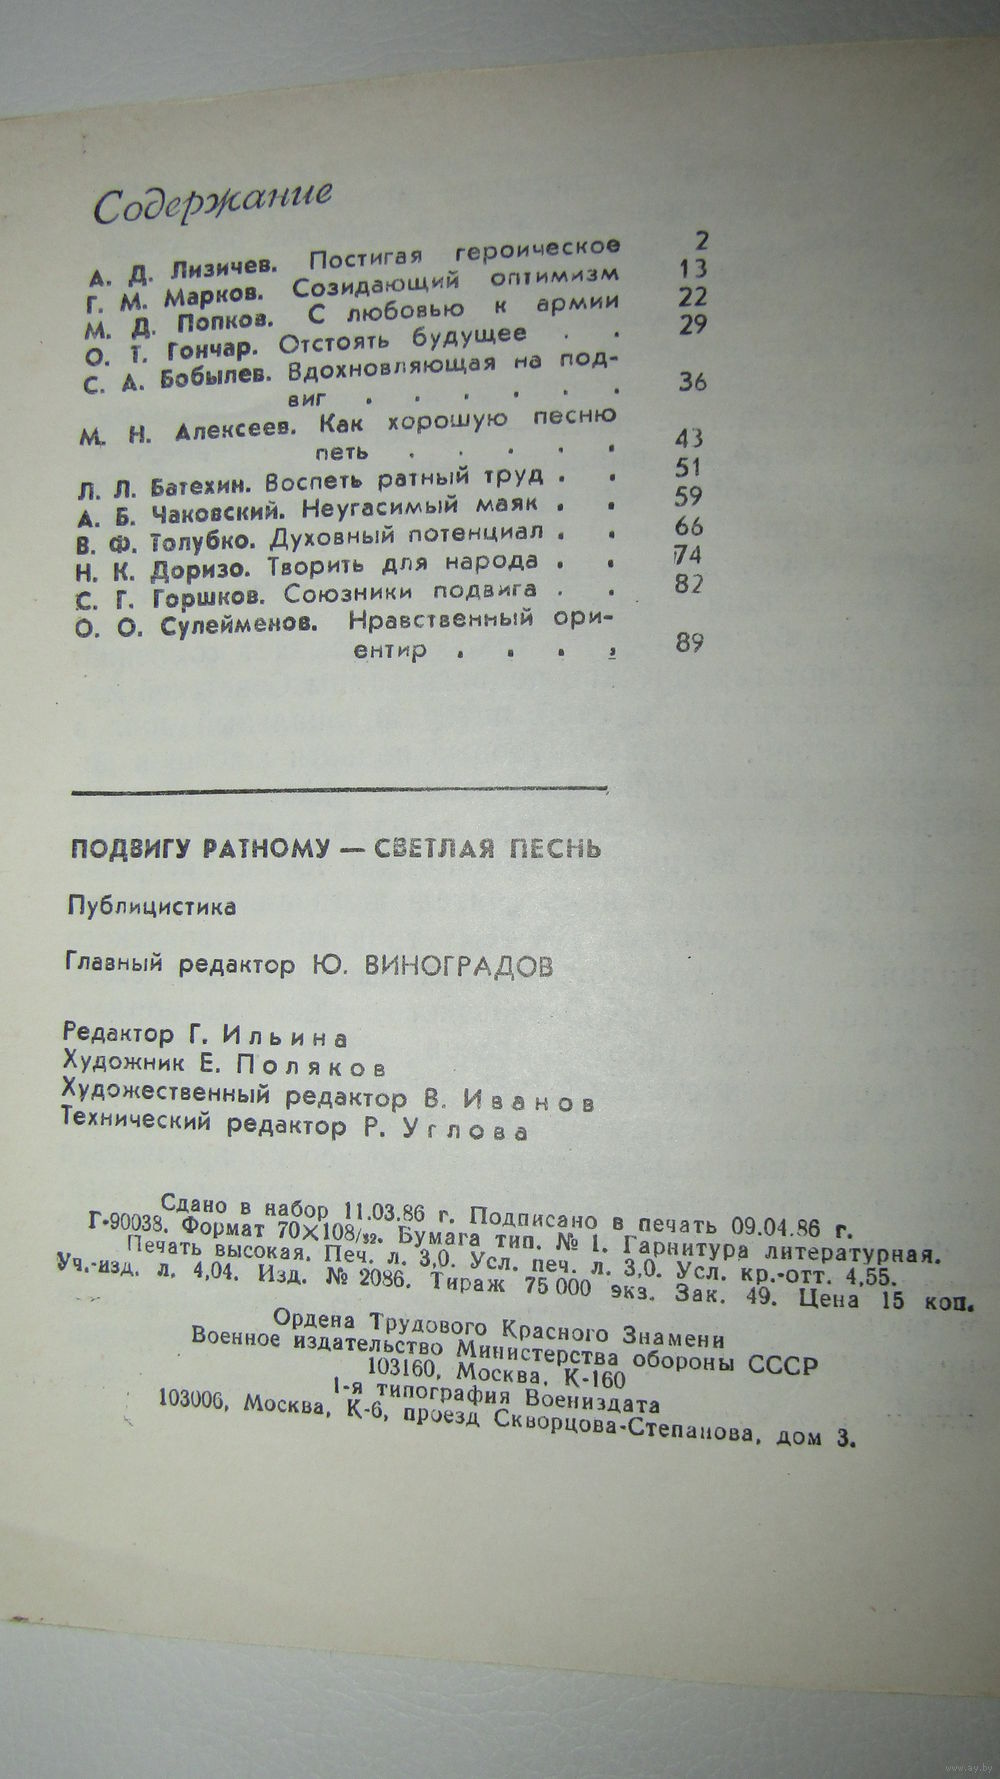 Содержание
А. Д. Лизичев. Постигая героическое 2
Г. М. Марков. Созидающий оптимизм 13
М. Д. Попков. С любовью к армии 22
О. Т. Гончар. Отстоять будущее . . 29
С. А. Бобылев. Вдохновляющая на под-
виг . . . . . . 36
М. Н. Алексеев. Как хорошую песню
петь . . . . . 43
Л. Л. Батехин. Воспеть ратный труд . . 51
А. Б. Чаковский. Неугасимый маяк . . 59
В. Ф. Толубко. Духовный потенциал . . 66
Н. К. Доризо. Творить для народа . . 74
С. Г. Горшков. Союзники подвига . . 82
О. О. Сулейменов. Нравственный ори-
ентир . . . . 89
ПОДВИГУ РАТНОМУ — СВЕТЛАЯ ПЕСНЬ
Публицистика
Главный редактор Ю. ВИНОГРАДОВ
Редактор Г. Ильина
Художник Е. Поляков
Художественный редактор В. Иванов
Технический редактор Р. Углова
Сдано в набор 11.03.86 г. Подписано в печать 09.04.86 г.
Г-90038. Формат 70×108/32. Бумага тип. № 1. Гарнитура литературная.
Печать высокая. Печ. л. 3,0. Усл. печ. л. 3,0. Усл. кр.-отт. 4,55.
Уч.-изд. л. 4,04. Изд. № 2086. Тираж 75 000 экз. Зак. 49. Цена 15 коп.
Ордена Трудового Красного Знамени
Военное издательство Министерства обороны СССР
103160, Москва, К-160
1-я типография Воениздата
103006, Москва, К-6, проезд Скворцова-Степанова, дом 3.
www.ay.by